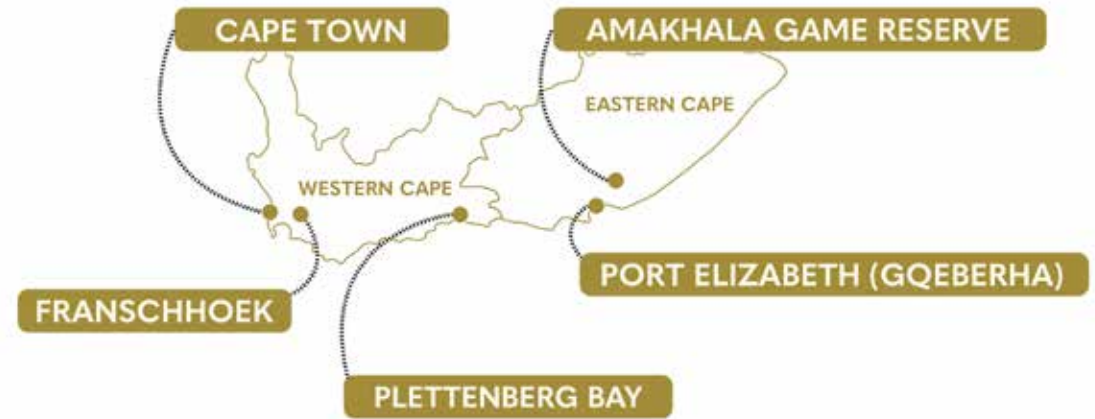 CAPE TOWN
AMAKHALA GAME RESERVE
EASTERN CAPE
WESTERN CAPE
PORT ELIZABETH (GQEBERHA)
FRANSCHHOEK
PLETTENBERG BAY